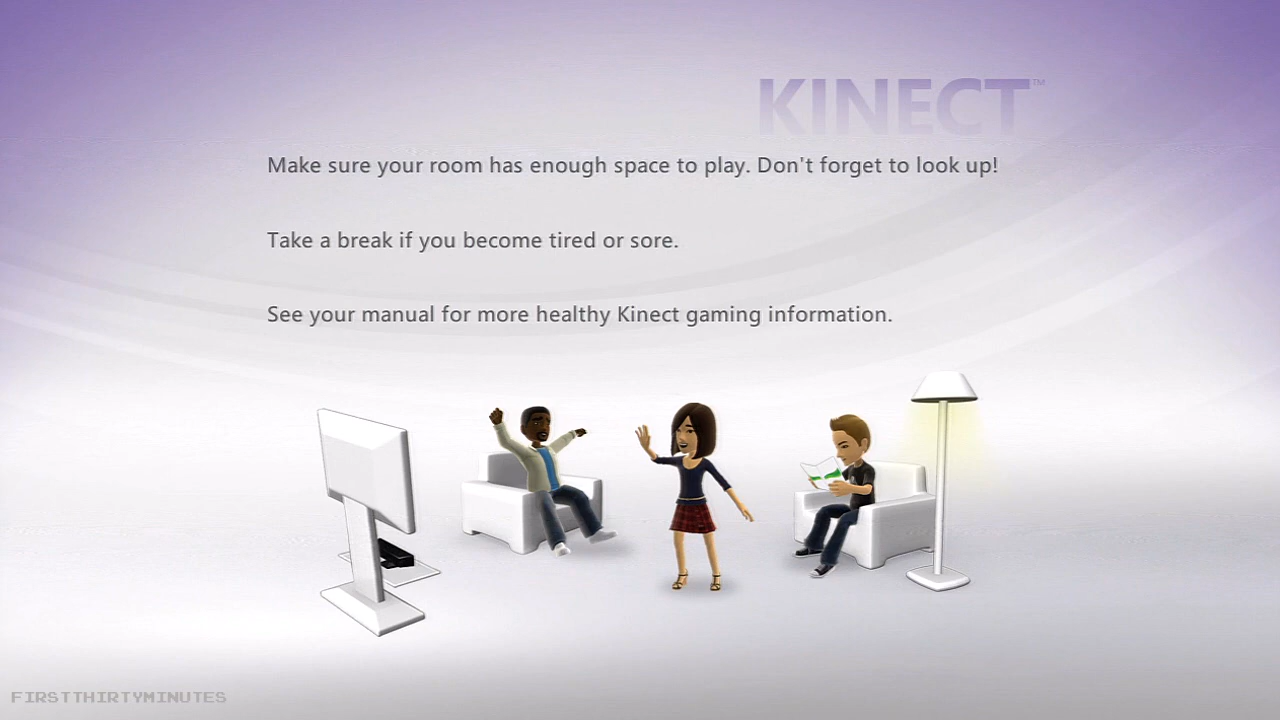 KINECT™
Make sure your room has enough space to play. Don't forget to look up!
Take a break if you become tired or sore.
See your manual for more healthy Kinect gaming information.
FIRSTTHIRTYMINUTES